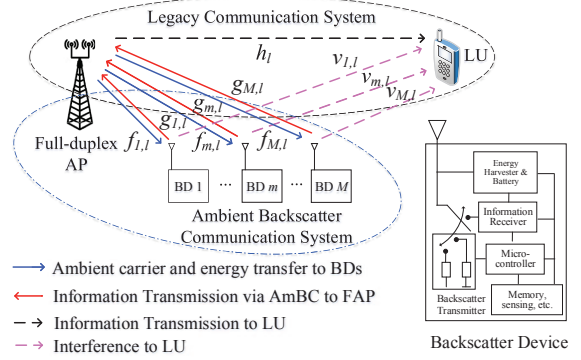 Legacy Communication System
h_l
LU
v_{1,l}
v_{m,l}
v_{M,l}
g_{M,l}
g_{m,l}
g_{1,l}
f_{1,l}
f_{m,l}
f_{M,l}
Full-duplex
AP
BD 1 ... BD m ... BD M
Ambient Backscatter
Communication System
Ambient carrier and energy transfer to BDs
Information Transmission via AmBC to FAP
Information Transmission to LU
Interference to LU
Energy
Harvester &
Battery
Information
Receiver
Micro-
controller
Backscatter
Transmitter
Memory,
sensing, etc.
Backscatter Device